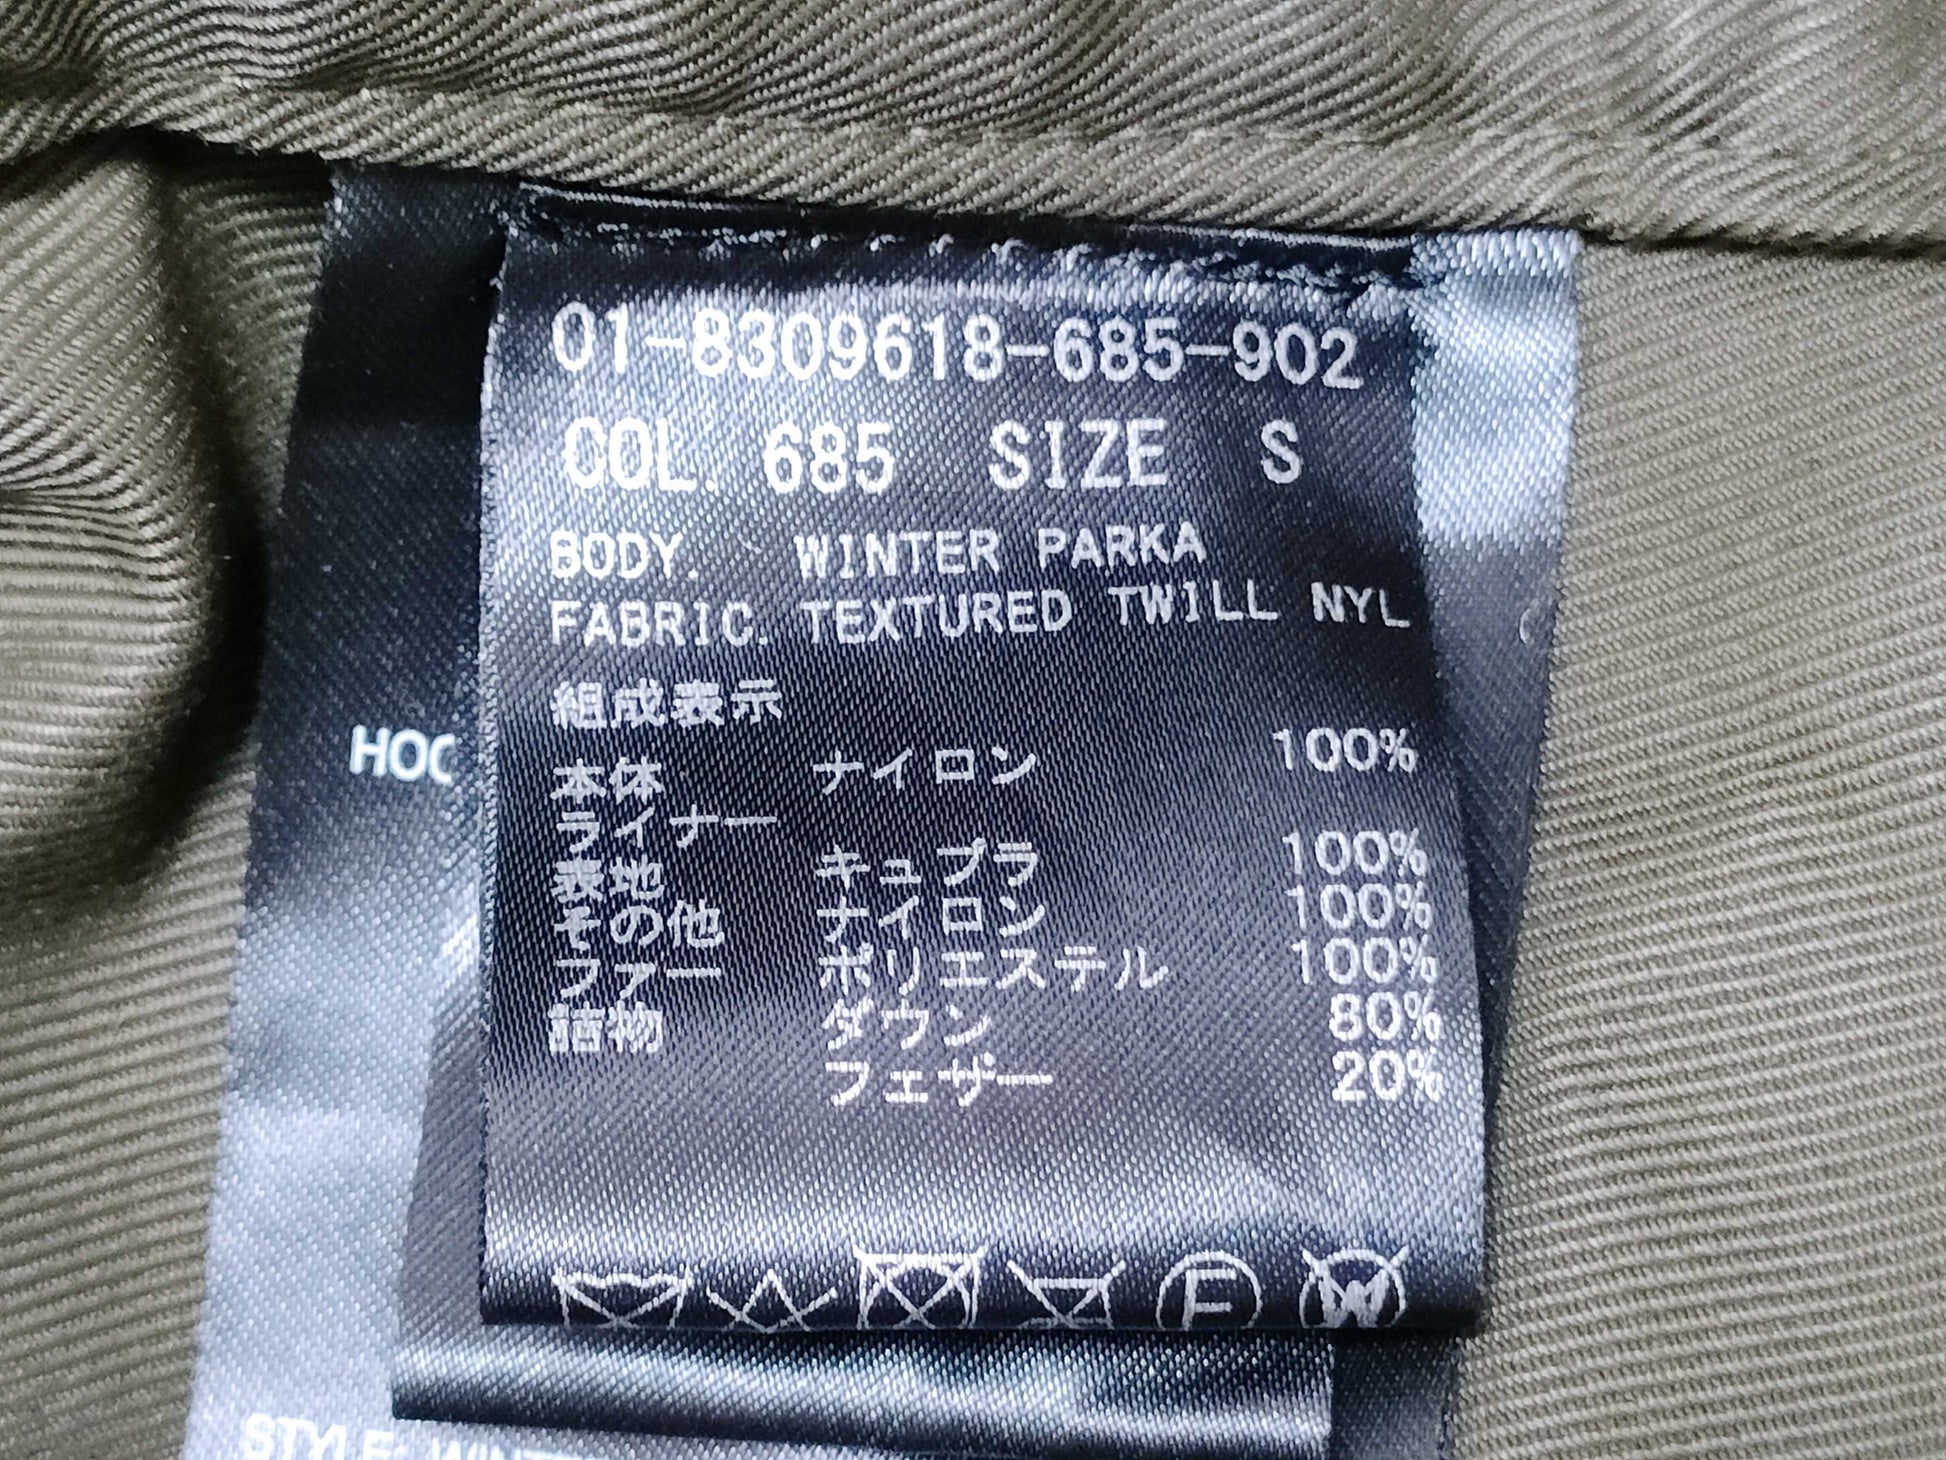 01-8309618-685-902
COL. 685 SIZE S
BODY. WINTER PARKA
FABRIC. TEXTURED TWILL NYL
組成表示
本体 ナイロン 100%
ライナー
表地 キュプラ 100%
その他 ナイロン 100%
ファー ポリエステル 100%
詰物 ダウン 80%
フェザー 20%
F
W
HOO
STYLE: WINT